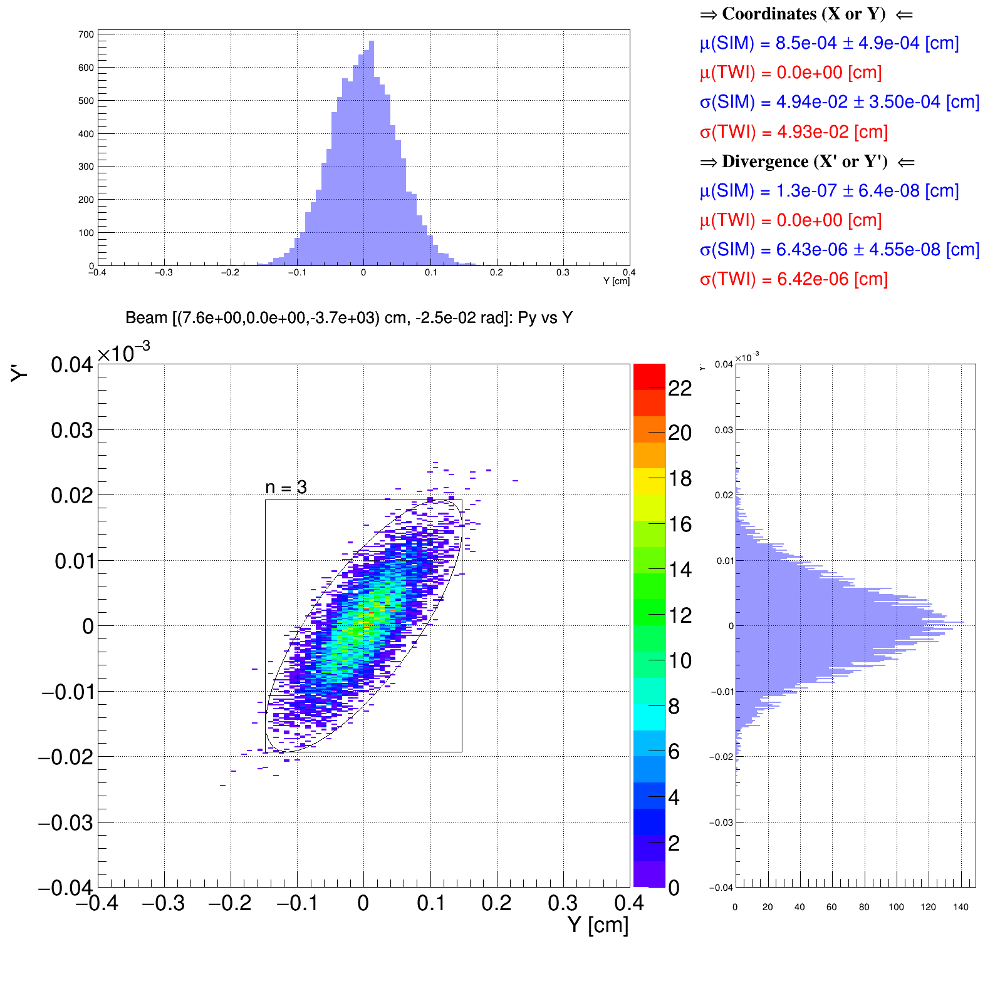 ⇒ Coordinates (X or Y) ⇐
μ(SIM) = 8.5e-04 ± 4.9e-04 [cm]
μ(TWI) = 0.0e+00 [cm]
σ(SIM) = 4.94e-02 ± 3.50e-04 [cm]
σ(TWI) = 4.93e-02 [cm]
⇒ Divergence (X' or Y') ⇐
μ(SIM) = 1.3e-07 ± 6.4e-08 [cm]
μ(TWI) = 0.0e+00 [cm]
σ(SIM) = 6.43e-06 ± 4.55e-08 [cm]
σ(TWI) = 6.42e-06 [cm]
700
600
500
400
300
200
100
0
−0.4 −0.3 −0.2 −0.1 0 0.1 0.2 0.3 0.4
Y [cm]
Beam [(7.6e+00,0.0e+00,-3.7e+03) cm, -2.5e-02 rad]: Py vs Y
×10⁻³
Y'
0.04
0.03
0.02
0.01
0
−0.01
−0.02
−0.03
−0.04
n = 3
−0.4 −0.3 −0.2 −0.1 0 0.1 0.2 0.3 0.4
Y [cm]
22
20
18
16
14
12
10
8
6
4
2
0
×10⁻³
Y'
0.04
0.03
0.02
0.01
0
−0.01
−0.02
−0.03
−0.04
0 20 40 60 80 100 120 140